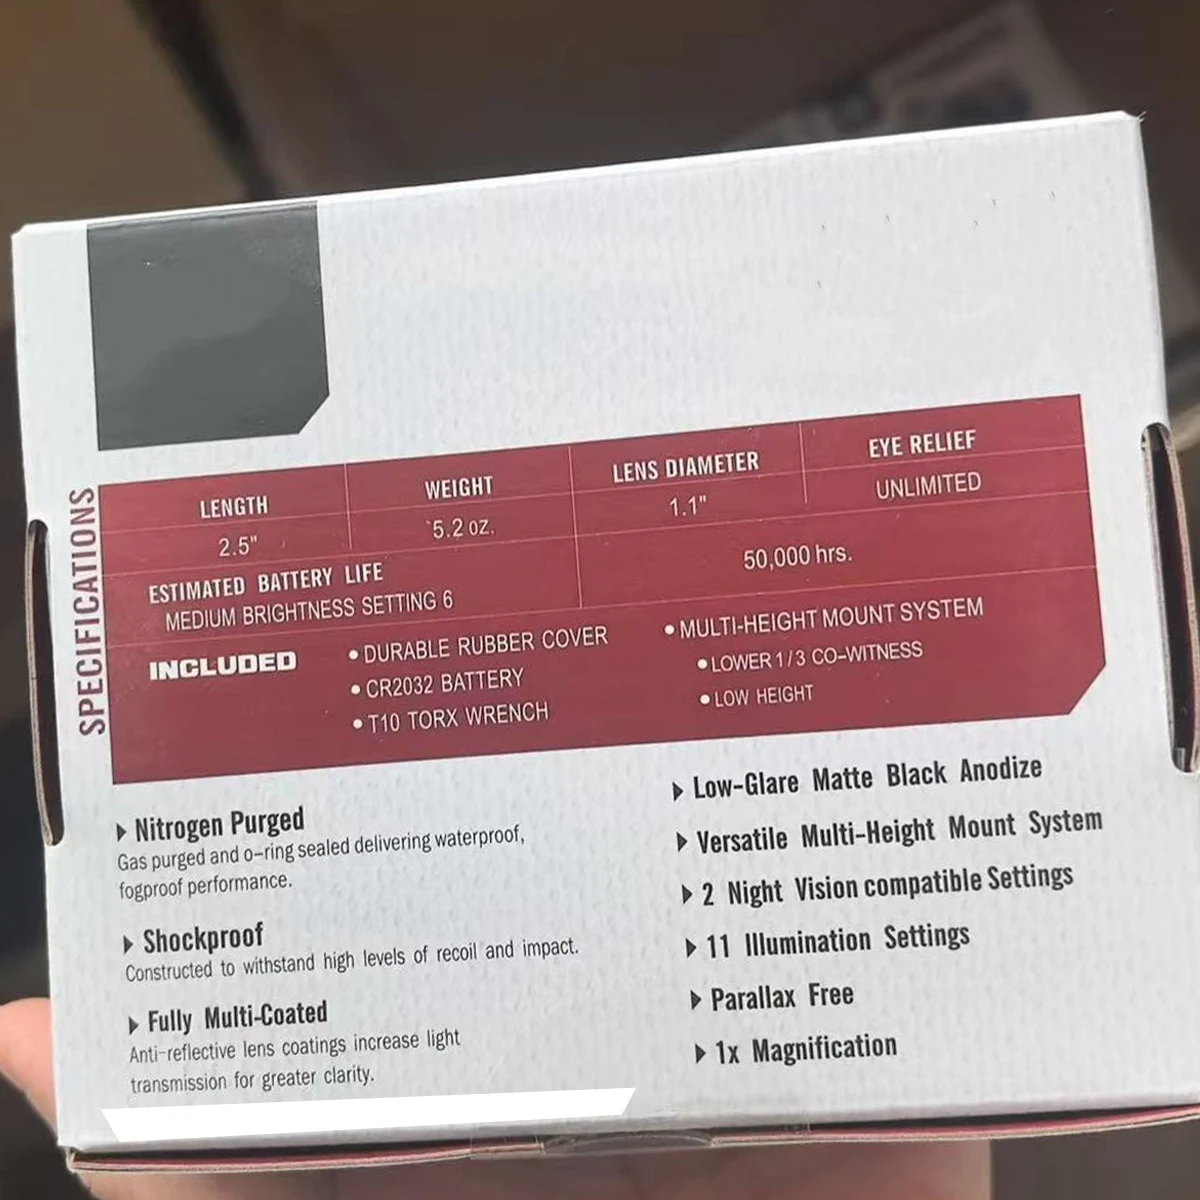 SPECIFICATIONS
LENGTH WEIGHT LENS DIAMETER EYE RELIEF
2.5" 5.2 oz. 1.1" UNLIMITED
ESTIMATED BATTERY LIFE
MEDIUM BRIGHTNESS SETTING 6
50,000 hrs.
INCLUDED
• DURABLE RUBBER COVER
• CR2032 BATTERY
• T10 TORX WRENCH
• MULTI-HEIGHT MOUNT SYSTEM
• LOWER 1/3 CO-WITNESS
• LOW HEIGHT
Nitrogen Purged
Gas purged and o-ring sealed delivering waterproof,
fogproof performance.
Shockproof
Constructed to withstand high levels of recoil and impact.
Fully Multi-Coated
Anti-reflective lens coatings increase light
transmission for greater clarity.
Low-Glare Matte Black Anodize
Versatile Multi-Height Mount System
2 Night Vision compatible Settings
11 Illumination Settings
Parallax Free
1x Magnification